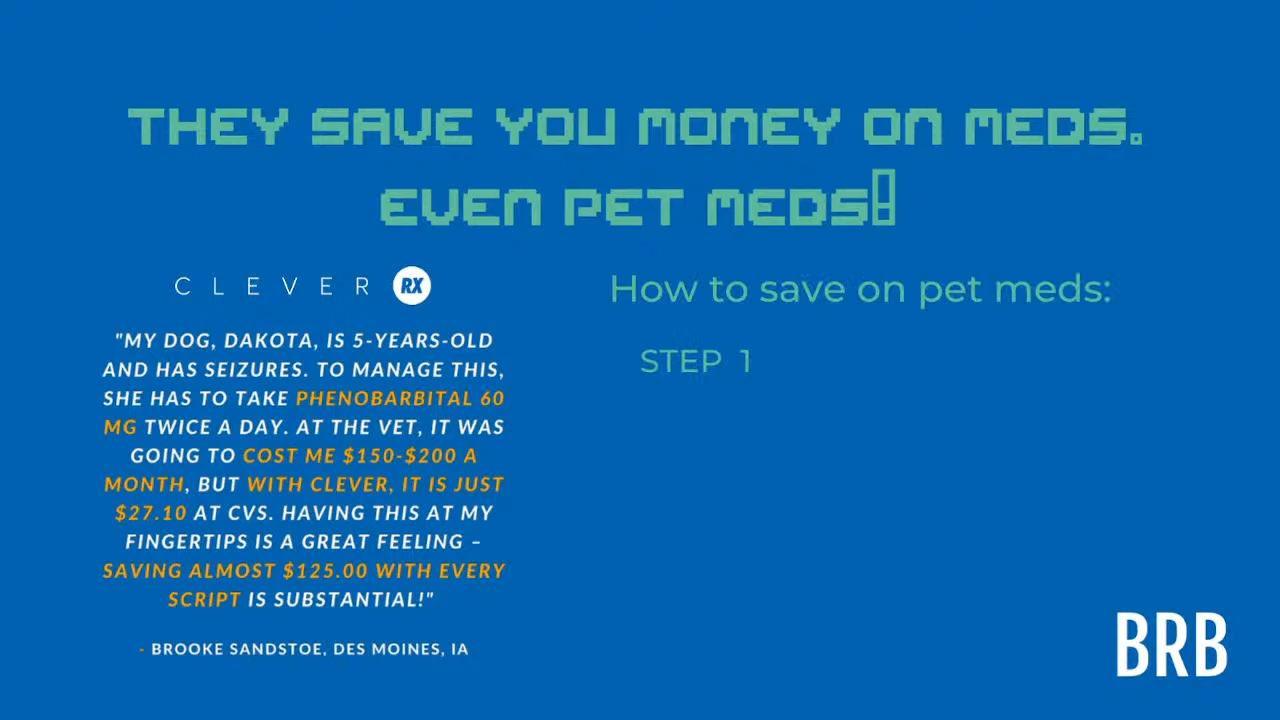 THEY SAVE YOU MONEY ON MEDS.
EVEN PET MEDS!
CLEVER RX
"MY DOG, DAKOTA, IS 5-YEARS-OLD
AND HAS SEIZURES. TO MANAGE THIS,
SHE HAS TO TAKE PHENOBARBITAL 60
MG TWICE A DAY. AT THE VET, IT WAS
GOING TO COST ME $150-$200 A
MONTH, BUT WITH CLEVER, IT IS JUST
$27.10 AT CVS. HAVING THIS AT MY
FINGERTIPS IS A GREAT FEELING –
SAVING ALMOST $125.00 WITH EVERY
SCRIPT IS SUBSTANTIAL!"
- BROOKE SANDSTOE, DES MOINES, IA
How to save on pet meds:
STEP 1
BRB